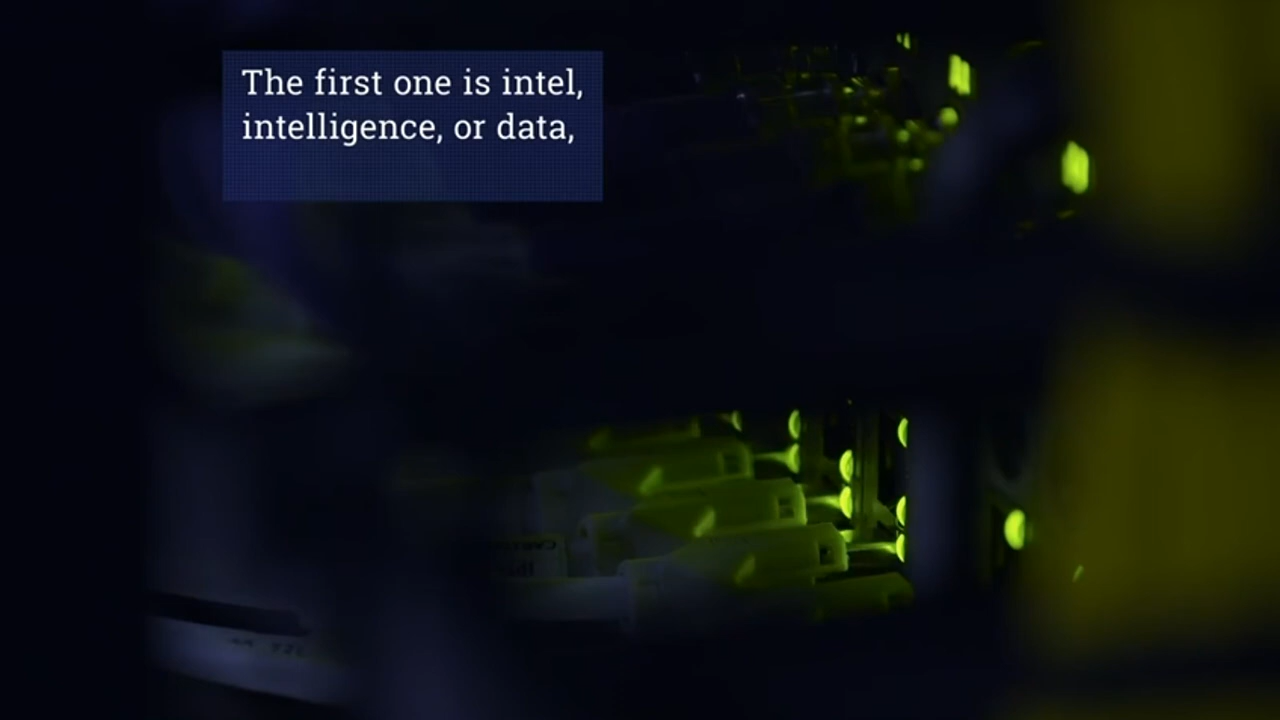 The first one is intel,
intelligence, or data,